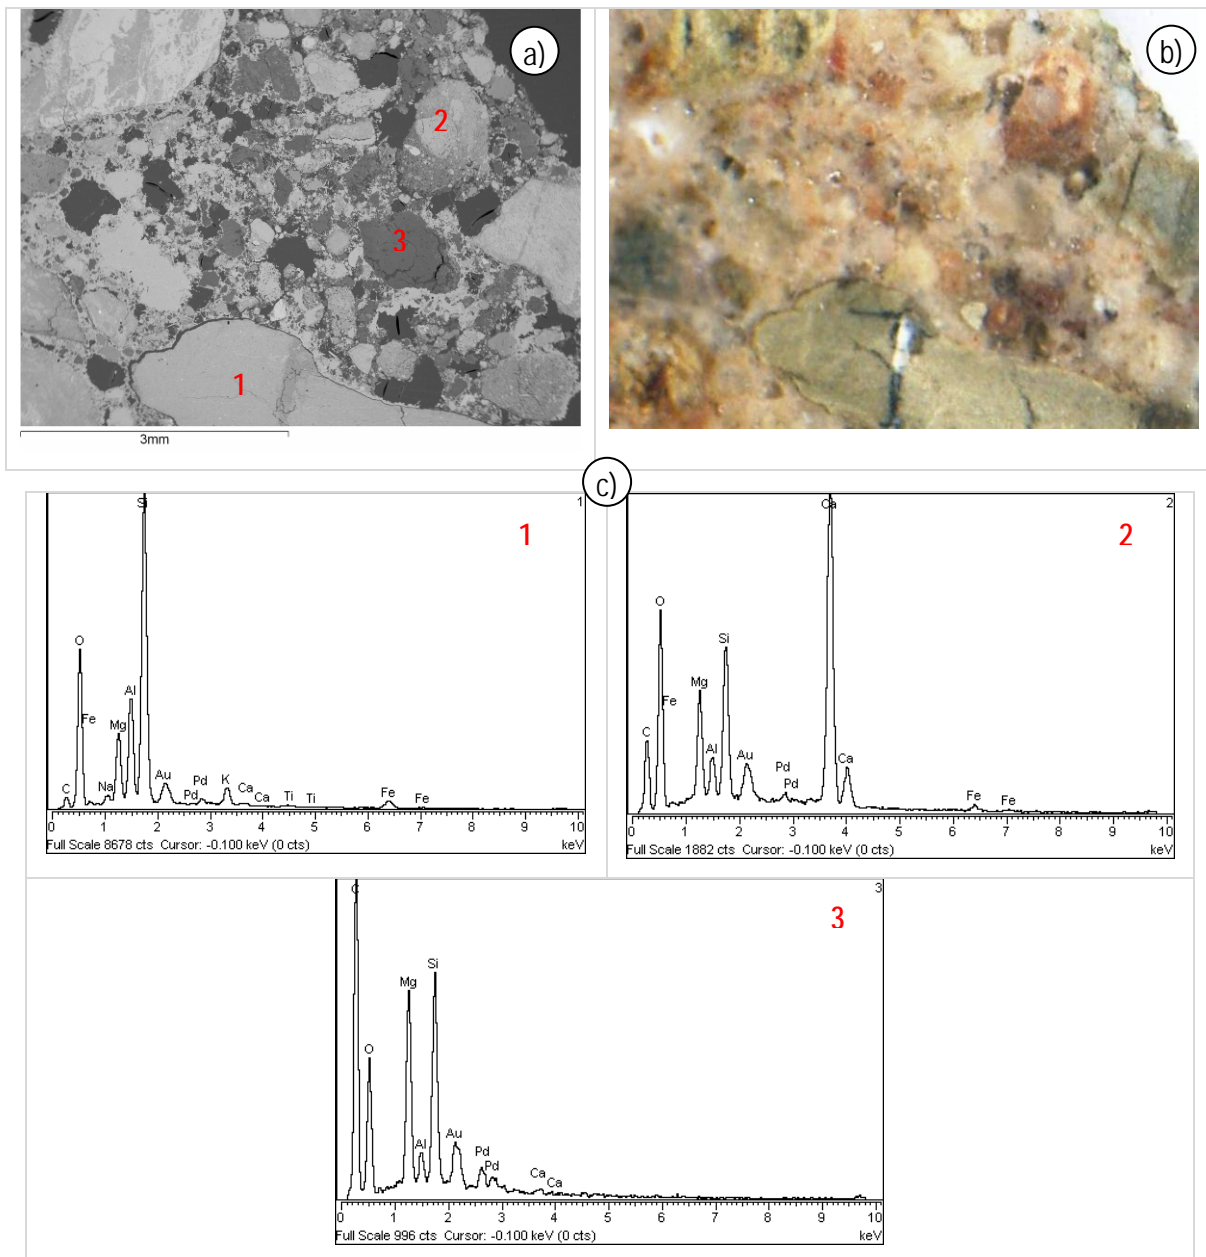 a)
b)
2
3
1
3mm
c)
Si
1
1
O
Al
Fe
Mg
Au
Pd
K
C
Na
Pd
Ca
Ca
Ti
Ti
Fe
Fe
0 1 2 3 4 5 6 7 8 9 10
Full Scale 8678 cts Cursor: -0.100 keV (0 cts) keV
Ca
2
2
O
Si
Mg
Fe
C
Al
Au
Pd
Pd
Ca
Fe
Fe
0 1 2 3 4 5 6 7 8 9 10
Full Scale 1882 cts Cursor: -0.100 keV (0 cts) keV
C
3
3
Si
Mg
O
Al
Au
Pd
Pd
Ca
Ca
0 1 2 3 4 5 6 7 8 9 10
Full Scale 996 cts Cursor: -0.100 keV (0 cts) keV